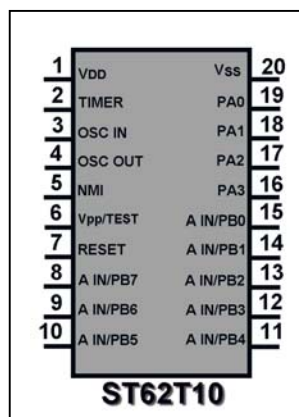 1 VDD Vss 20
2 TIMER PA0 19
3 OSC IN PA1 18
4 OSC OUT PA2 17
5 NMI PA3 16
6 Vpp/TEST A IN/PB0 15
7 RESET A IN/PB1 14
8 A IN/PB7 A IN/PB2 13
9 A IN/PB6 A IN/PB3 12
10 A IN/PB5 A IN/PB4 11
ST62T10